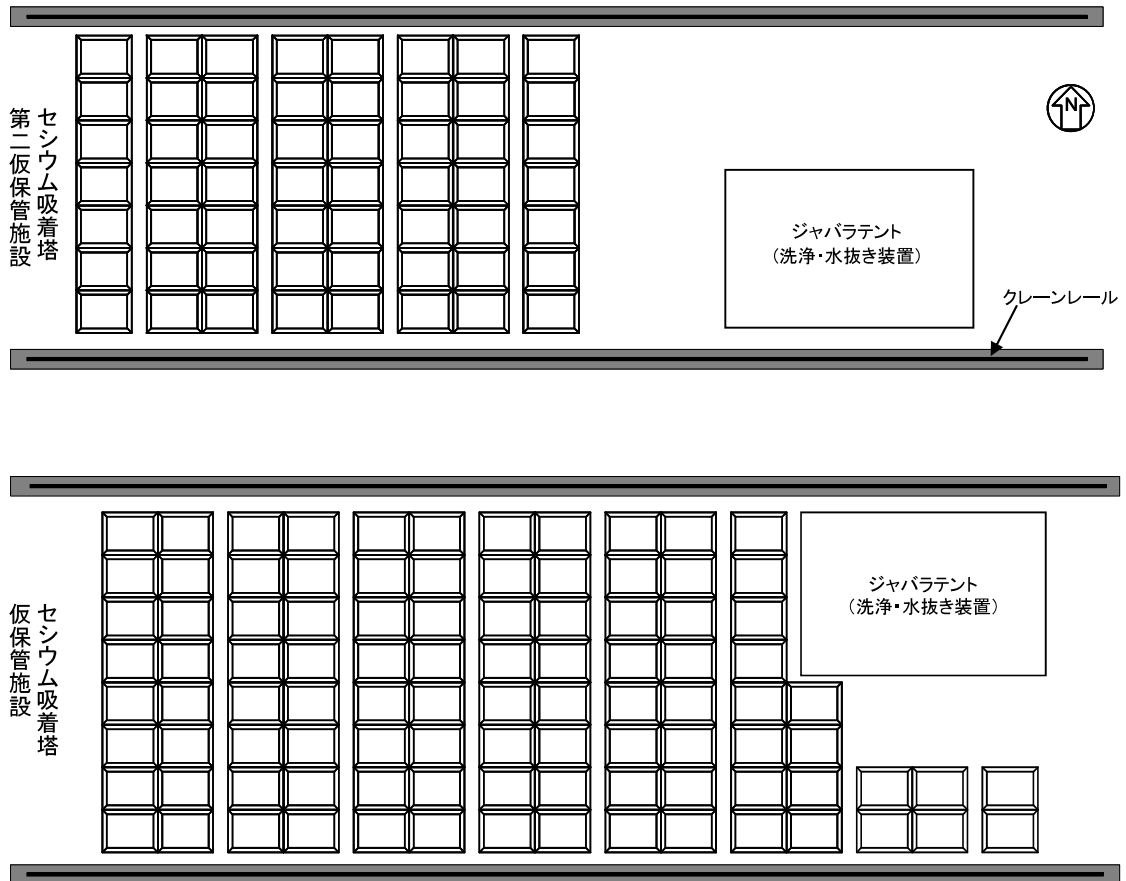 セシウム吸着塔
第二仮保管施設
N
ジャバラテント
(洗浄・水抜き装置)
クレーンレール
セシウム吸着塔
仮保管施設
ジャバラテント
(洗浄・水抜き装置)